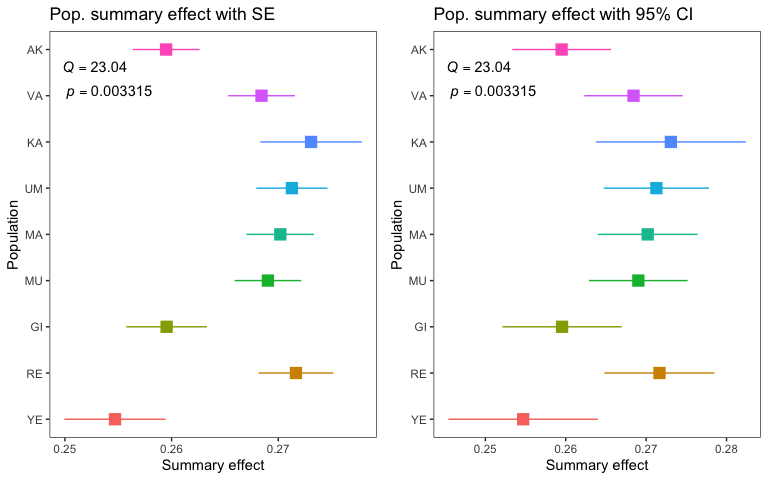 Pop. summary effect with SE
AK
VA
KA
UM
MA
MU
GI
RE
YE
Q = 23.04
p = 0.003315
Population
0.25
0.26
0.27
Summary effect
Pop. summary effect with 95% CI
AK
VA
KA
UM
MA
MU
GI
RE
YE
Q = 23.04
p = 0.003315
Population
0.25
0.26
0.27
0.28
Summary effect